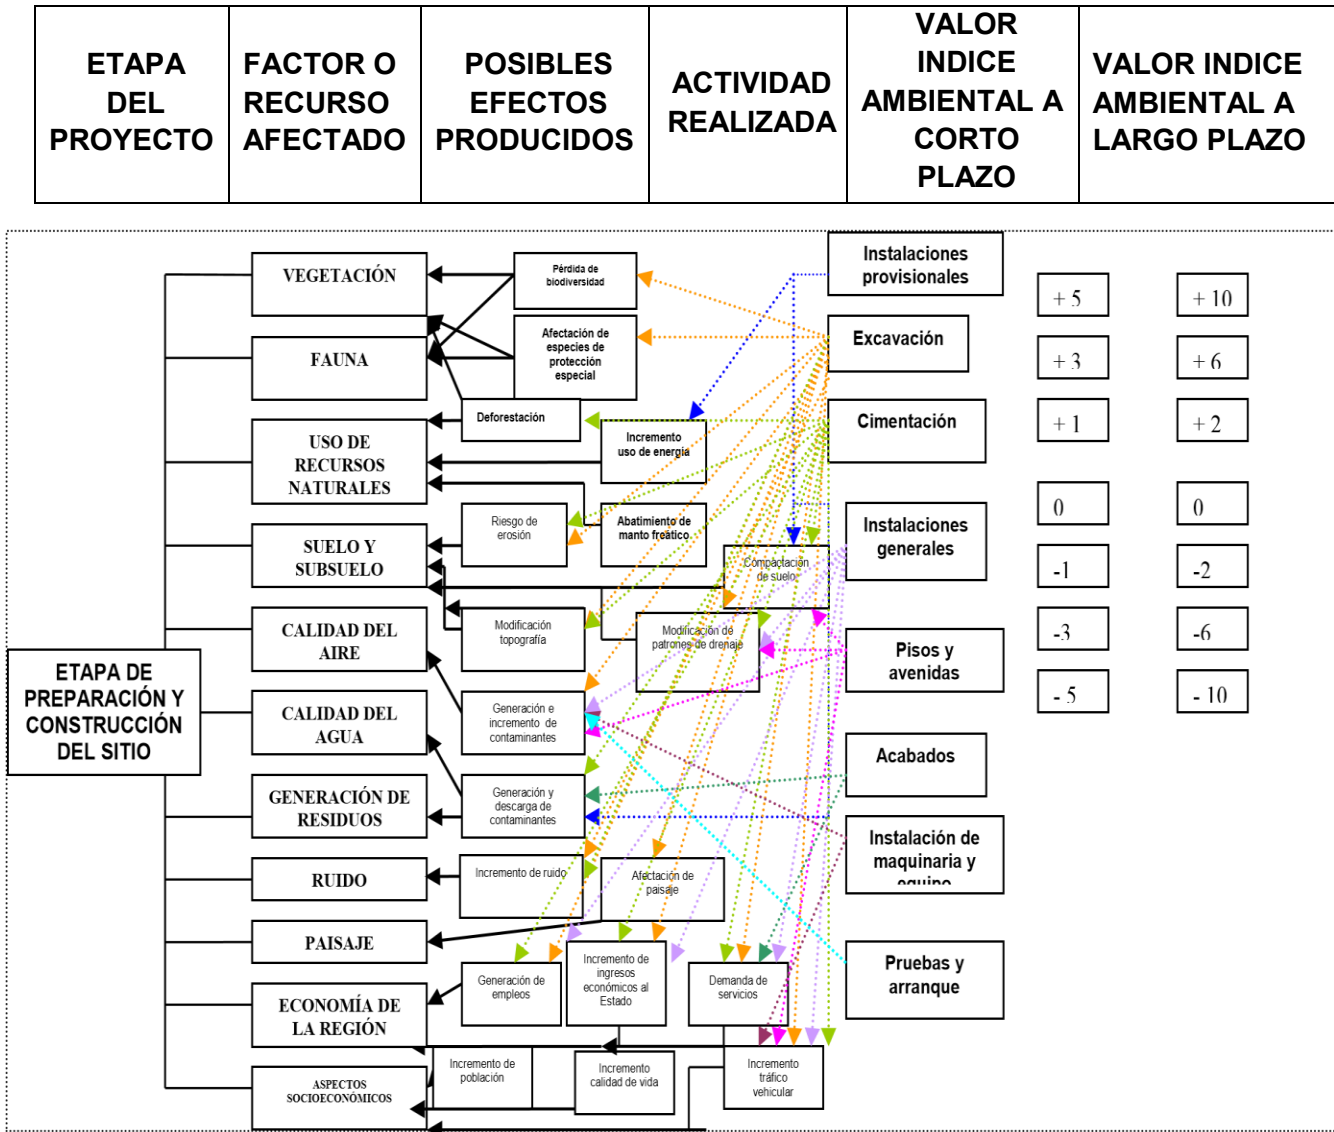 ETAPA
DEL
PROYECTO
FACTOR O
RECURSO
AFECTADO
POSIBLES
EFECTOS
PRODUCIDOS
ACTIVIDAD
REALIZADA
VALOR
INDICE
AMBIENTAL A
CORTO
PLAZO
VALOR INDICE
AMBIENTAL A
LARGO PLAZO
ETAPA DE
PREPARACIÓN Y
CONSTRUCCIÓN
DEL SITIO
VEGETACIÓN
FAUNA
USO DE
RECURSOS
NATURALES
SUELO Y
SUBSUELO
CALIDAD DEL
AIRE
CALIDAD DEL
AGUA
GENERACIÓN DE
RESIDUOS
RUIDO
PAISAJE
ECONOMÍA DE
LA REGIÓN
ASPECTOS
SOCIOECONÓMICOS
Pérdida de
biodiversidad
Afectación de
especies de
protección
especial
Deforestación
Incremento
uso de energía
Riesgo de
erosión
Abatimiento de
manto freático
Compactación
de suelo
Modificación
topografía
Modificación de
patrones de drenaje
Generación e
incremento de
contaminantes
Generación y
descarga de
contaminantes
Incremento de ruido
Afectación de
paisaje
Generación de
empleos
Incremento de
ingresos
económicos al
Estado
Demanda de
servicios
Incremento de
población
Incremento
calidad de vida
Incremento
tráfico
vehicular
Instalaciones
provisionales
Excavación
Cimentación
Instalaciones
generales
Pisos y
avenidas
Acabados
Instalación de
maquinaria y
equipo
Pruebas y
arranque
+ 5
+ 3
+ 1
0
-1
-3
- 5
+ 10
+ 6
+ 2
0
-2
-6
- 10